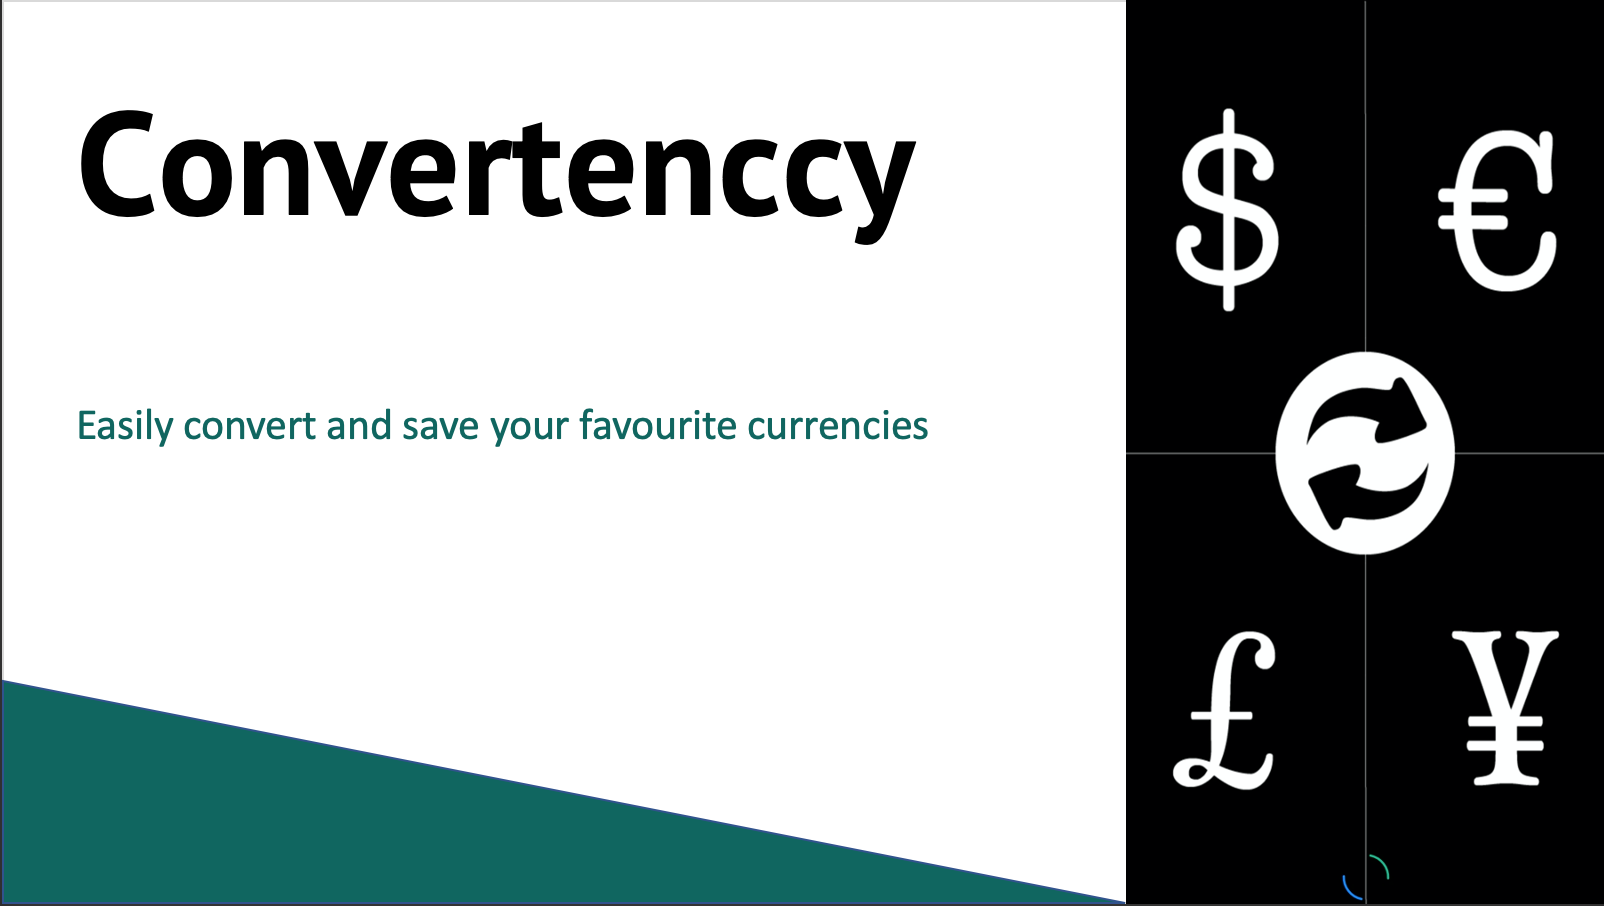 Convertenccy
Easily convert and save your favourite currencies
$ €
£ ¥